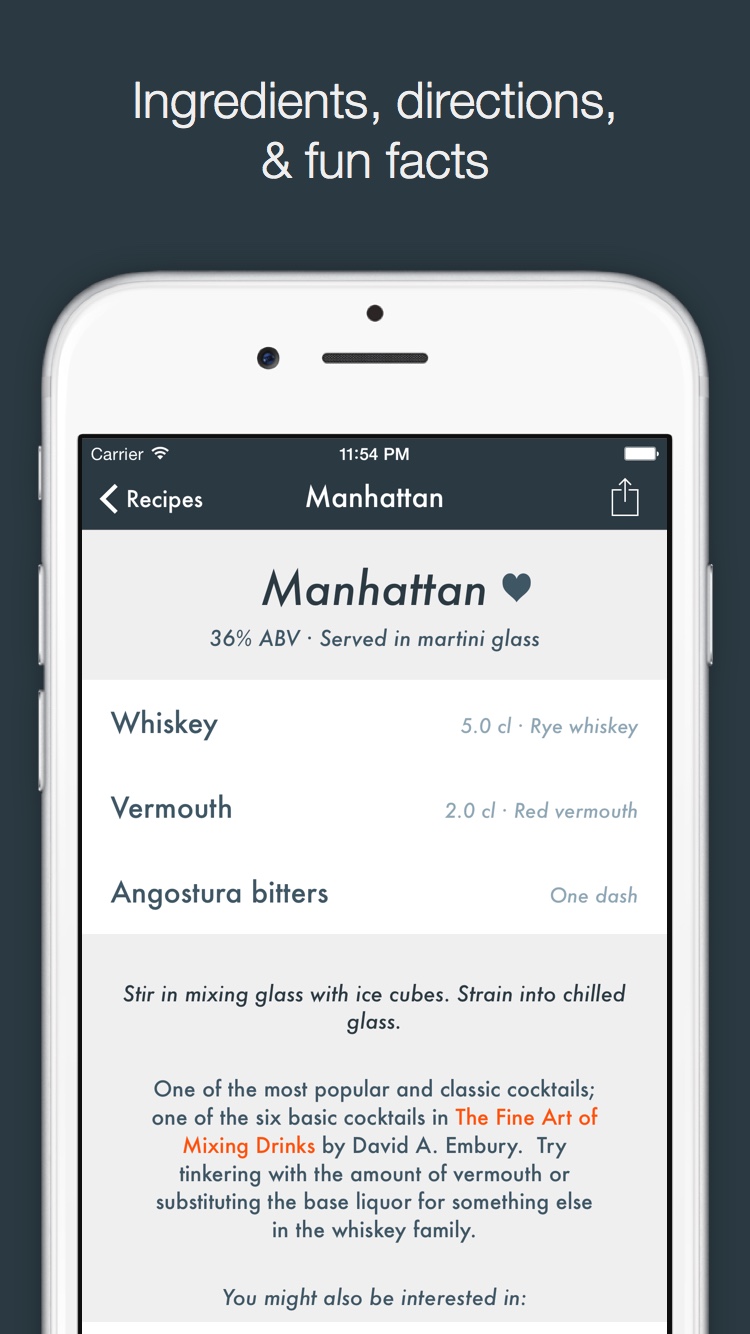 Ingredients, directions,
& fun facts
Carrier 11:54 PM
Recipes Manhattan
Manhattan
36% ABV · Served in martini glass
Whiskey 5.0 cl · Rye whiskey
Vermouth 2.0 cl · Red vermouth
Angostura bitters One dash
Stir in mixing glass with ice cubes. Strain into chilled
glass.
One of the most popular and classic cocktails;
one of the six basic cocktails in The Fine Art of
Mixing Drinks by David A. Embury.  Try
tinkering with the amount of vermouth or
substituting the base liquor for something else
in the whiskey family.
You might also be interested in: